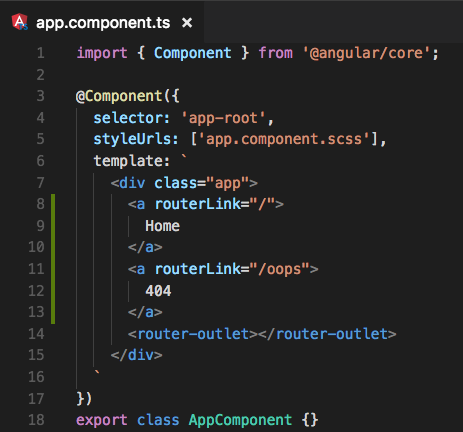 app.component.ts ×
1 import { Component } from '@angular/core';
2
3 @Component({
4   selector: 'app-root',
5   styleUrls: ['app.component.scss'],
6   template: `
7     <div class="app">
8       <a routerLink="/">
9         Home
10       </a>
11       <a routerLink="/oops">
12         404
13       </a>
14       <router-outlet></router-outlet>
15     </div>
16   `
17 })
18 export class AppComponent {}